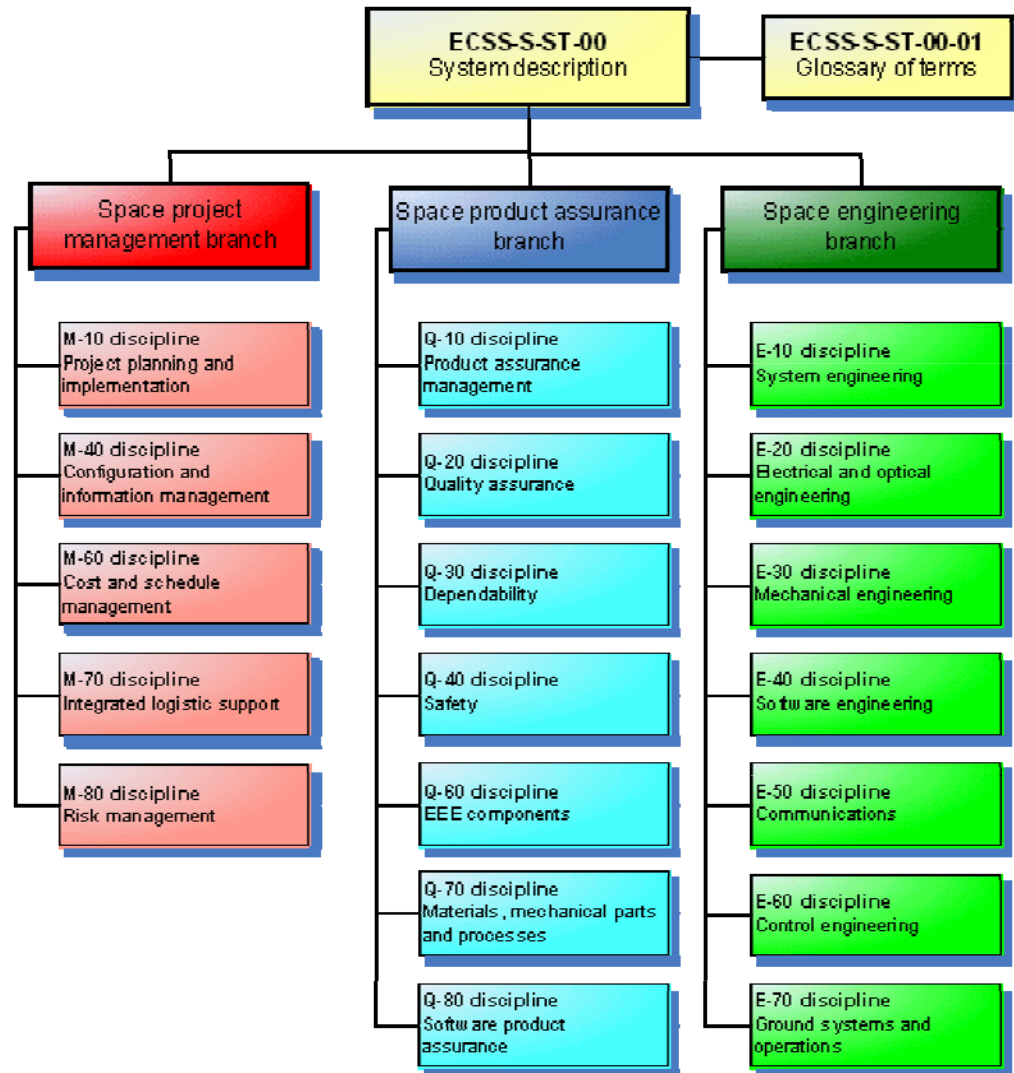 ECSS-S-ST-00
System description
ECSS-S-ST-00-01
Glossary of terms
Space project
management branch
M-10 discipline
Project planning and
implementation
M-40 discipline
Configuration and
information management
M-60 discipline
Cost and schedule
management
M-70 discipline
Integrated logistic support
M-80 discipline
Risk management
Space product assurance
branch
Q-10 discipline
Product assurance
management
Q-20 discipline
Quality assurance
Q-30 discipline
Dependability
Q-40 discipline
Safety
Q-60 discipline
EEE components
Q-70 discipline
Materials, mechanical parts
and processes
Q-80 discipline
Software product
assurance
Space engineering
branch
E-10 discipline
System engineering
E-20 discipline
Electrical and optical
engineering
E-30 discipline
Mechanical engineering
E-40 discipline
Software engineering
E-50 discipline
Communications
E-60 discipline
Control engineering
E-70 discipline
Ground systems and
operations